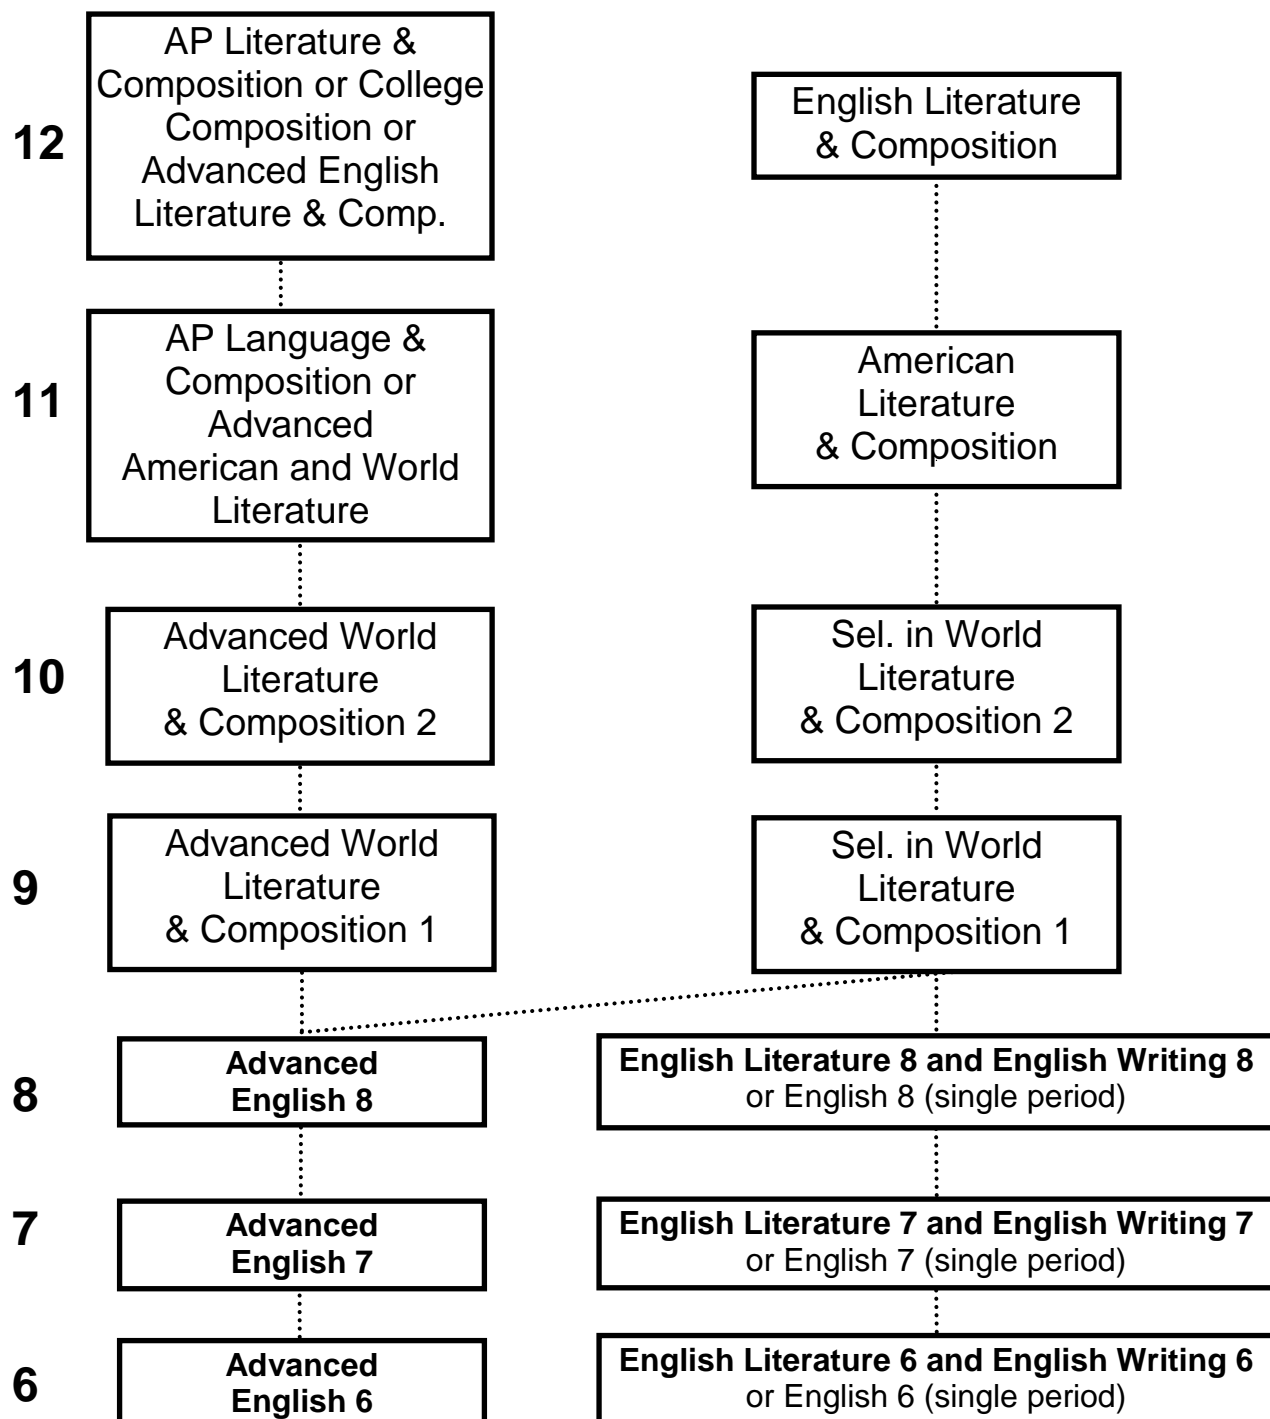 12
AP Literature &
Composition or College
Composition or
Advanced English
Literature & Comp.
English Literature
& Composition
11
AP Language &
Composition or
Advanced
American and World
Literature
American
Literature
& Composition
10
Advanced World
Literature
& Composition 2
Sel. in World
Literature
& Composition 2
9
Advanced World
Literature
& Composition 1
Sel. in World
Literature
& Composition 1
8
Advanced
English 8
English Literature 8 and English Writing 8
or English 8 (single period)
7
Advanced
English 7
English Literature 7 and English Writing 7
or English 7 (single period)
6
Advanced
English 6
English Literature 6 and English Writing 6
or English 6 (single period)